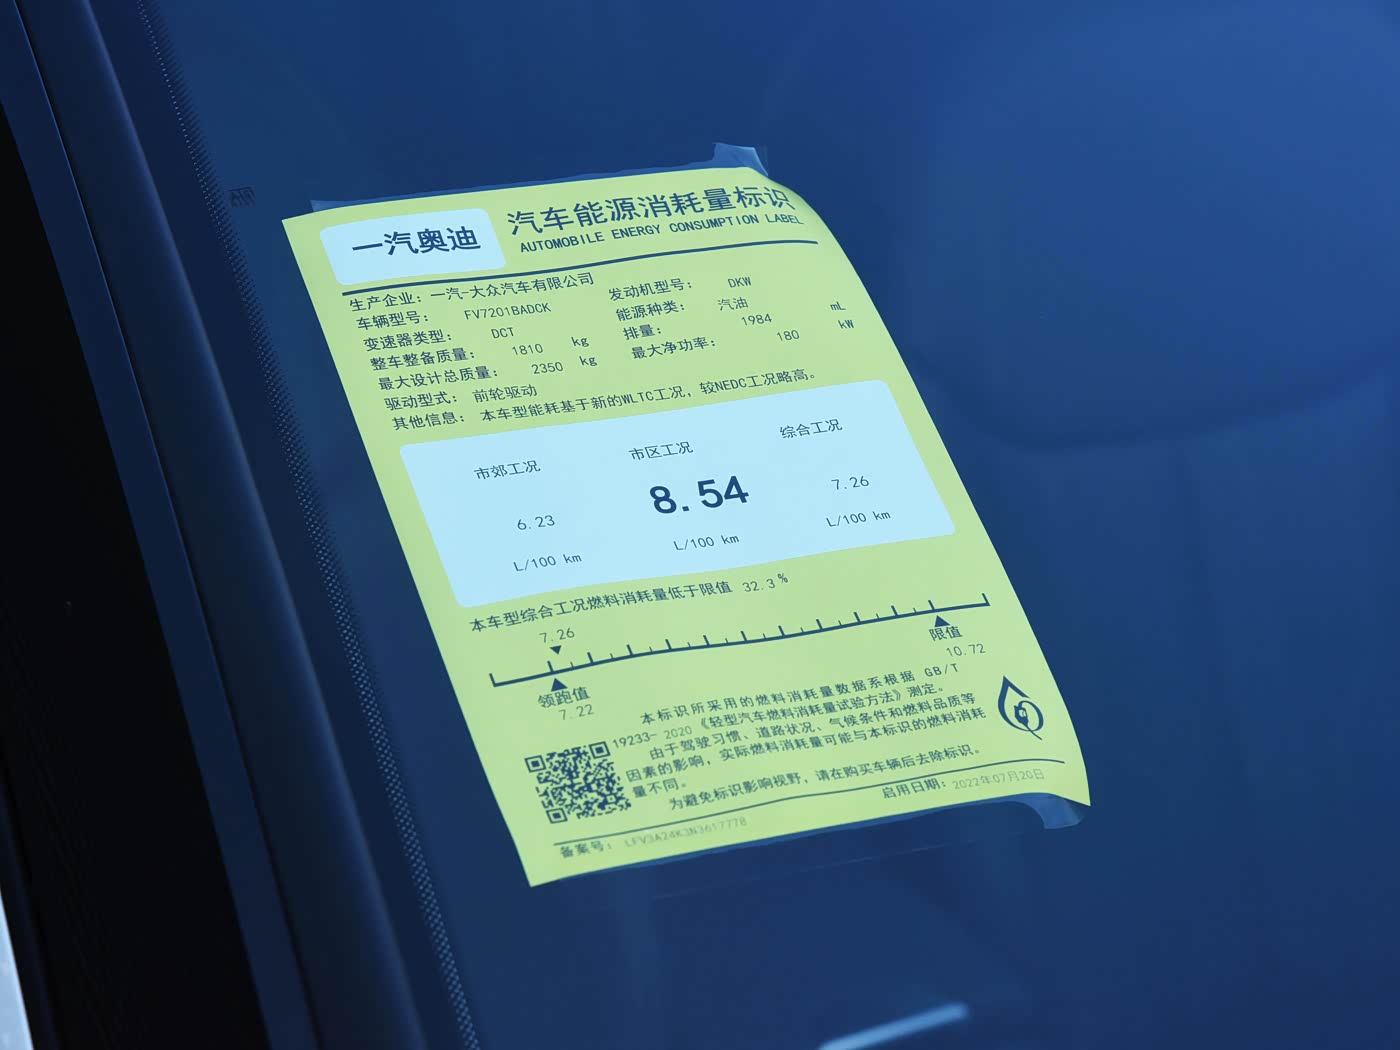 一汽奥迪
汽车能源消耗量标识
AUTOMOBILE ENERGY CONSUMPTION LABEL
生产企业：一汽-大众汽车有限公司
车辆型号： FV7201BADCK
发动机型号： DKW
变速器类型： DCT
能源种类： 汽油
整车整备质量： 1810 kg
排量： 1984 mL
最大设计总质量： 2350 kg
最大净功率： 180 kW
驱动型式： 前轮驱动
其他信息： 本车型能耗基于新的WLTC工况，较NEDC工况略高。
市郊工况 市区工况 综合工况
6.23 8.54 7.26
L/100 km L/100 km L/100 km
本车型综合工况燃料消耗量低于限值 32.3 %
7.26
领跑值
7.22
限值
10.72
本标识所采用的燃料消耗量数据系根据 GB/T
19233- 2020 《轻型汽车燃料消耗量试验方法》测定。
由于驾驶习惯、道路状况、气候条件和燃料品质等
因素的影响，实际燃料消耗量可能与本标识的燃料消耗
量不同。
为避免标识影响视野，请在购买车辆后去除标识。
启用日期： 2022年07月20日
备案号： LFV3A24K3N3617778